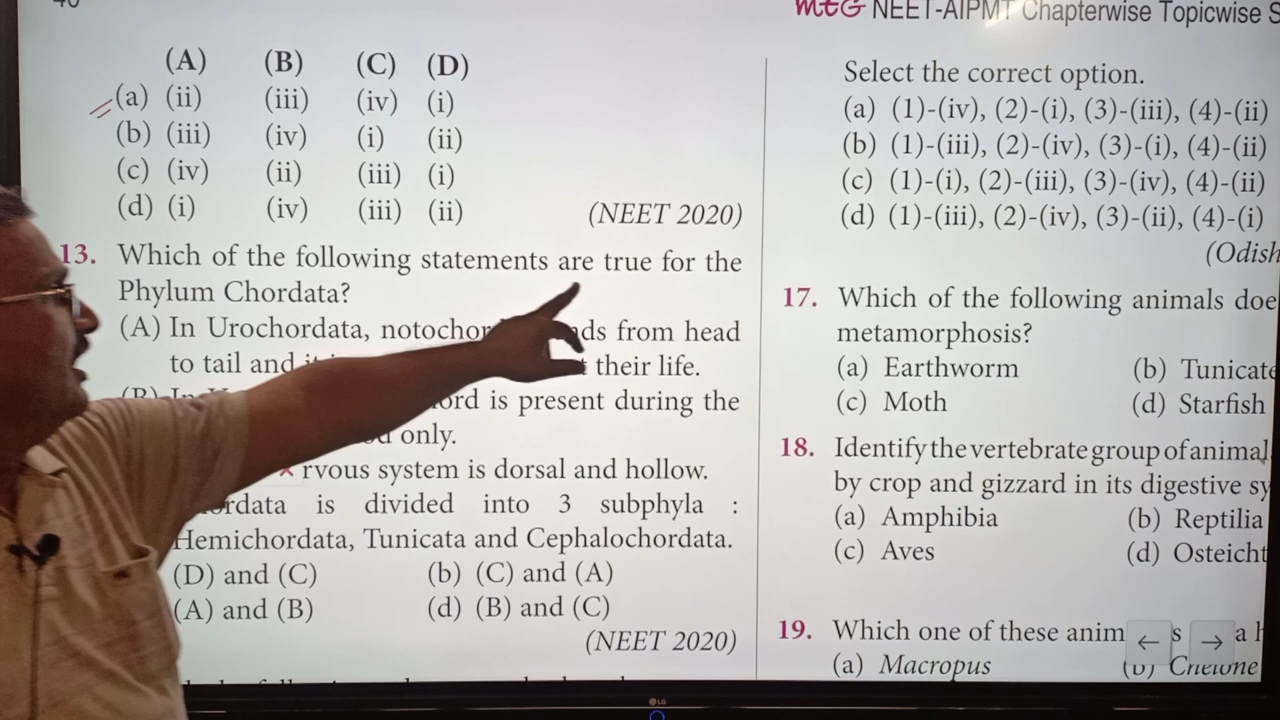 mtG NEET-AIPMT Chapterwise Topicwise S
(A) (B) (C) (D)
(a) (ii) (iii) (iv) (i)
(b) (iii) (iv) (i) (ii)
(c) (iv) (ii) (iii) (i)
(d) (i) (iv) (iii) (ii)
(NEET 2020)
13. Which of the following statements are true for the
Phylum Chordata?
(A) In Urochordata, from head
to tail and their life.
is present during the
only.
system is dorsal and hollow.
is divided into 3 subphyla :
Hemichordata, Tunicata and Cephalochordata.
(D) and (C) (b) (C) and (A)
(A) and (B) (d) (B) and (C)
(NEET 2020)
Select the correct option.
(a) (1)-(iv), (2)-(i), (3)-(iii), (4)-(ii)
(b) (1)-(iii), (2)-(iv), (3)-(i), (4)-(ii)
(c) (1)-(i), (2)-(iii), (3)-(iv), (4)-(ii)
(d) (1)-(iii), (2)-(iv), (3)-(ii), (4)-(i)
(Odish
17. Which of the following animals doe
metamorphosis?
(a) Earthworm (b) Tunicate
(c) Moth (d) Starfish
18. Identify the vertebrate group of animal
by crop and gizzard in its digestive sy
(a) Amphibia (b) Reptilia
(c) Aves (d) Osteicht
19. Which one of these a h
(a) Macropus (b) Chelone
LG